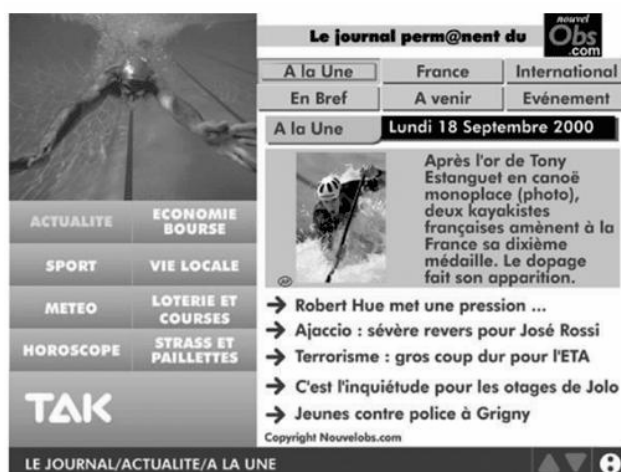 Le journal perm@nent du
nouvel
Obs
.com
A la Une
France
International
En Bref
A venir
Evénement
A la Une
Lundi 18 Septembre 2000
Après l'or de Tony
Estanguet en canoë
monoplace (photo),
deux kayakistes
françaises amènent à la
France sa dixième
médaille. Le dopage
fait son apparition.
ACTUALITE
ECONOMIE
BOURSE
SPORT
VIE LOCALE
METEO
LOTERIE ET
COURSES
HOROSCOPE
STRASS ET
PAILLETTES
TAK
➔ Robert Hue met une pression ...
➔ Ajaccio : sévère revers pour José Rossi
➔ Terrorisme : gros coup dur pour l'ETA
➔ C'est l'inquiétude pour les otages de Jolo
➔ Jeunes contre police à Grigny
Copyright Nouvelobs.com
LE JOURNAL/ACTUALITE/A LA UNE